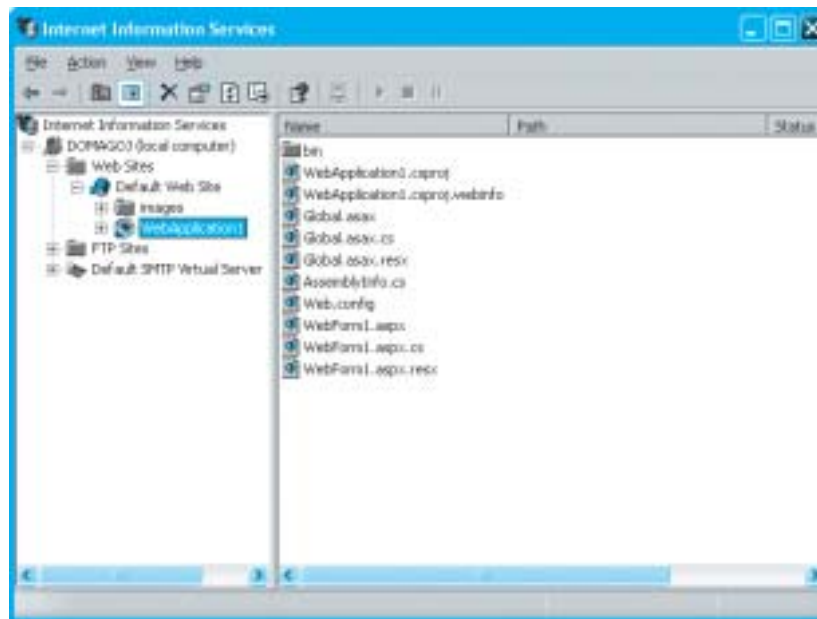 Internet Information Services
File Action View Help
Internet Information Services
DOMAGOJ (local computer)
Web Sites
Default Web Site
images
WebApplication1
FTP Sites
Default SMTP Virtual Server
Name Path Status
bin
WebApplication1.csproj
WebApplication1.csproj.webinfo
Global.asax
Global.asax.cs
Global.asax.resx
AssemblyInfo.cs
Web.config
WebForm1.aspx
WebForm1.aspx.cs
WebForm1.aspx.resx